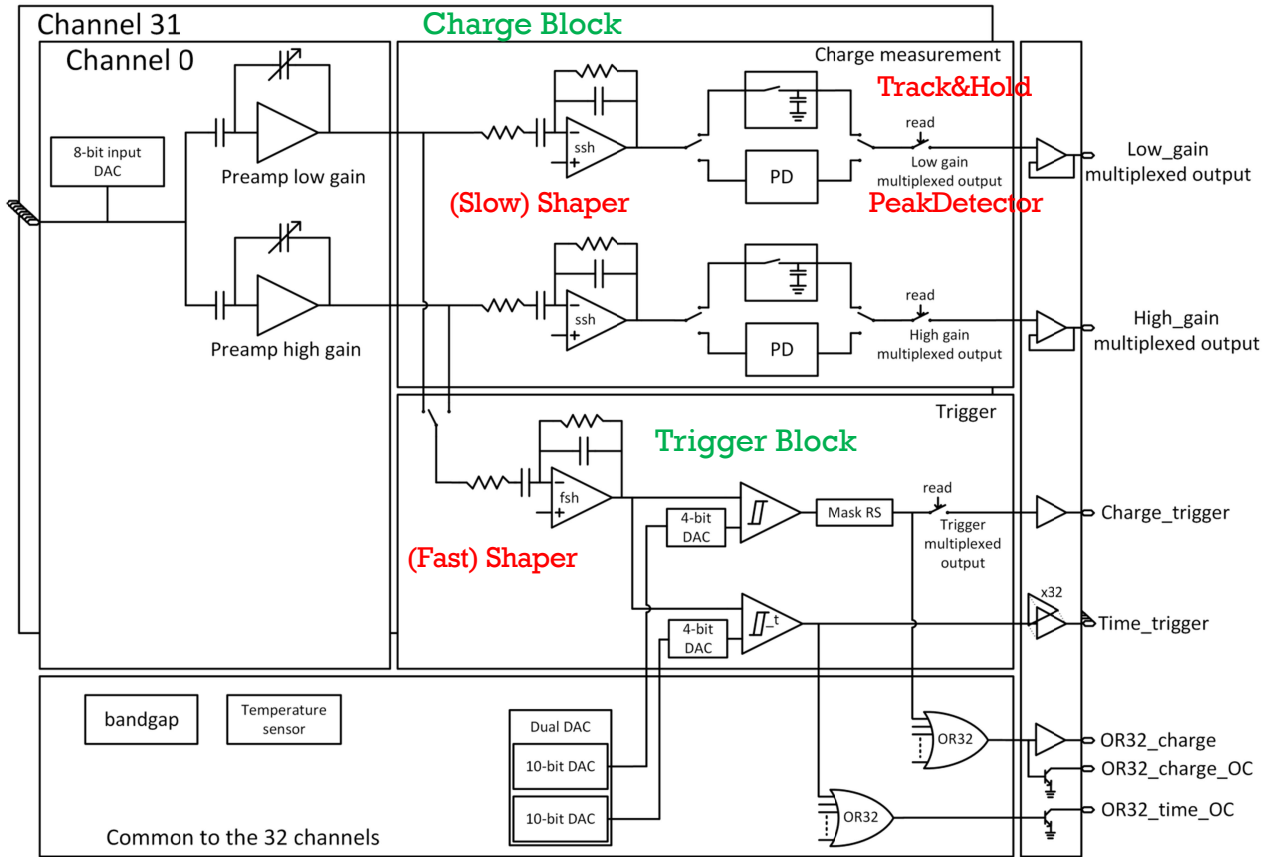 Channel 31
Charge Block
Channel 0
Charge measurement
Track&Hold
8-bit input
DAC
Preamp low gain
ssh
(Slow) Shaper
PD
read
Low gain
multiplexed output
PeakDetector
Low_gain
multiplexed output
Preamp high gain
ssh
PD
read
High gain
multiplexed output
High_gain
multiplexed output
Trigger
Trigger Block
fsh
(Fast) Shaper
4-bit
DAC
Mask RS
read
Trigger
multiplexed
output
Charge_trigger
4-bit
DAC
_t
x32
Time_trigger
bandgap
Temperature
sensor
Dual DAC
10-bit DAC
10-bit DAC
OR32
OR32
OR32_charge
OR32_charge_OC
OR32_time_OC
Common to the 32 channels